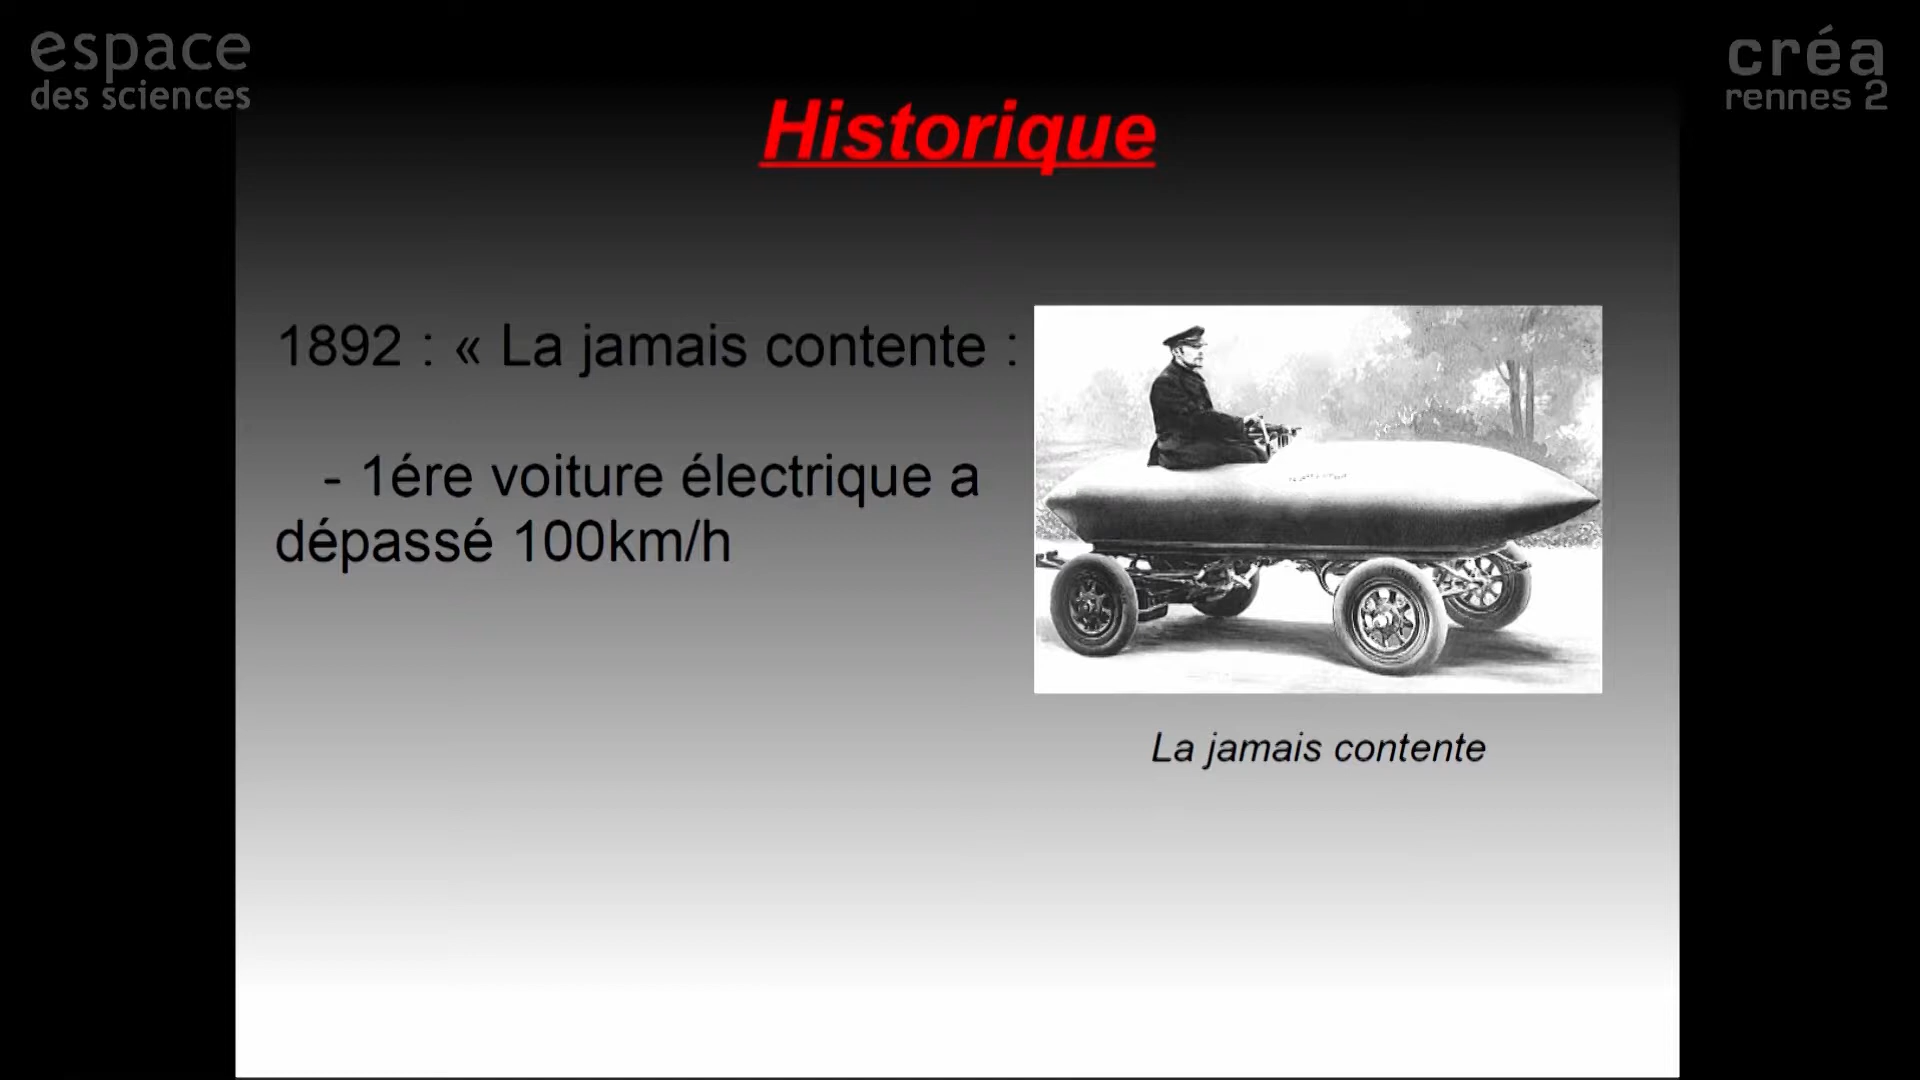 espace
des sciences
créa
rennes 2
Historique
1892 : « La jamais contente :
- 1ére voiture électrique a
dépassé 100km/h
La jamais contente